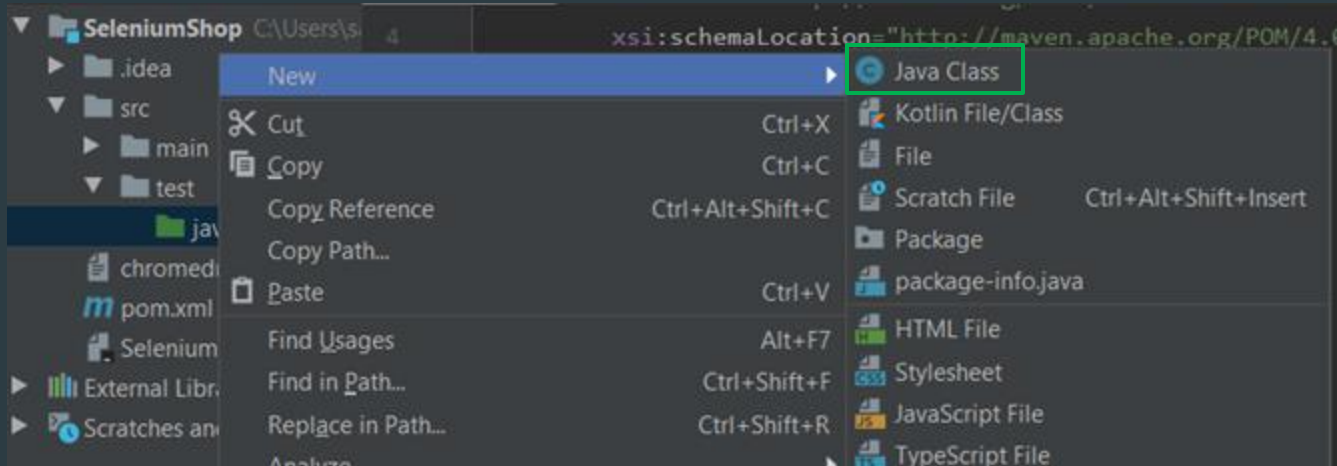 SeleniumShop C:\Users\s
.idea
src
main
test
jav
chromed
pom.xml
Selenium
External Libr
Scratches an
4
xsi:schemaLocation="http://maven.apache.org/POM/4.
New
Cut Ctrl+X
Copy Ctrl+C
Copy Reference Ctrl+Alt+Shift+C
Copy Path...
Paste Ctrl+V
Find Usages Alt+F7
Find in Path... Ctrl+Shift+F
Replace in Path... Ctrl+Shift+R
Analyze
Java Class
Kotlin File/Class
File
Scratch File Ctrl+Alt+Shift+Insert
Package
package-info.java
HTML File
Stylesheet
JavaScript File
TypeScript File